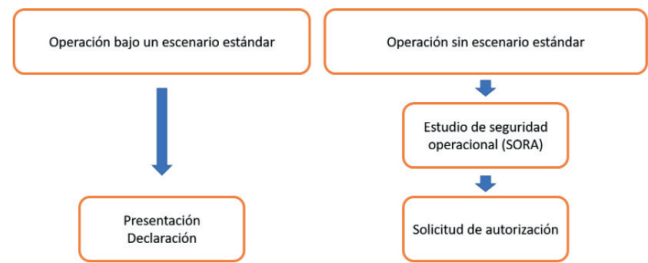 Operación bajo un escenario estándar
Operación sin escenario estándar
Estudio de seguridad
operacional (SORA)
Presentación
Declaración
Solicitud de autorización